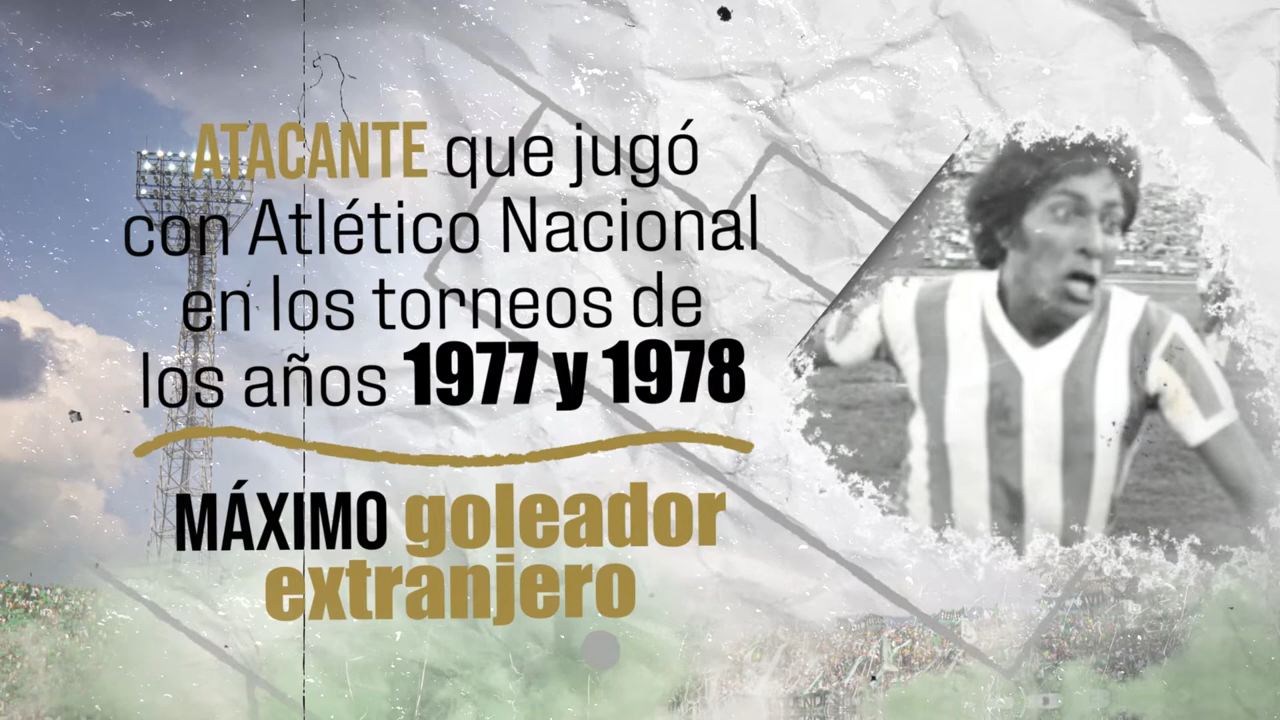 ATACANTE que jugó
con Atlético Nacional
en los torneos de
los años 1977 y 1978
MÁXIMO goleador
extranjero